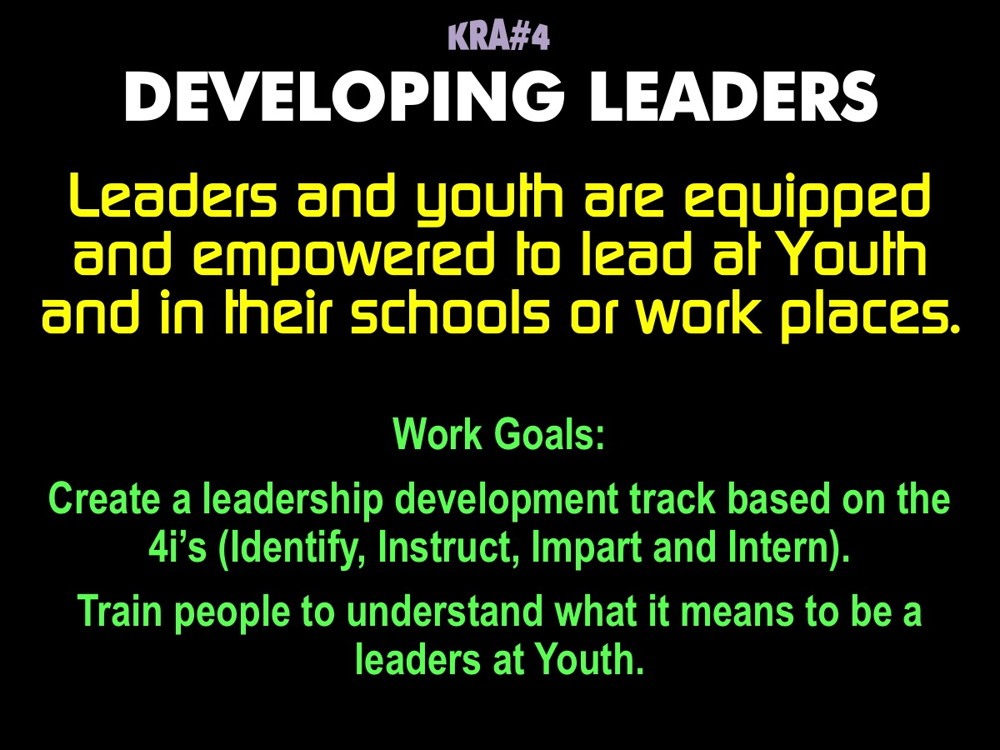 KRA#4
DEVELOPING LEADERS
Leaders and youth are equipped
and empowered to lead at Youth
and in their schools or work places.
Work Goals:
Create a leadership development track based on the
4i’s (Identify, Instruct, Impart and Intern).
Train people to understand what it means to be a
leaders at Youth.